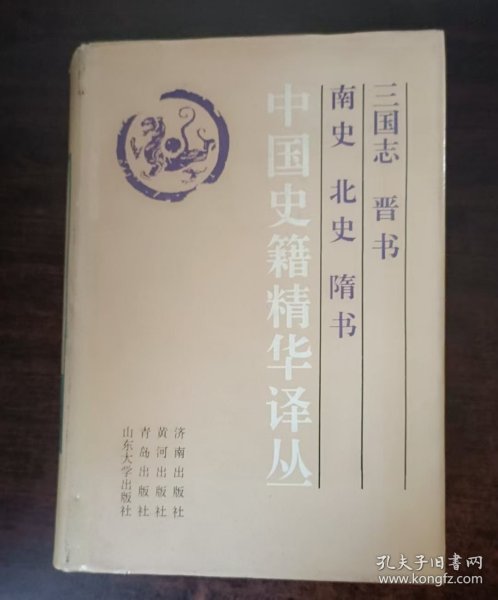 三国志 晋书
南史 北史 隋书
中国史籍精华译丛
济南出版社
黄河出版社
青岛出版社
山东大学出版社
孔夫子旧书网
www.kongfz.com